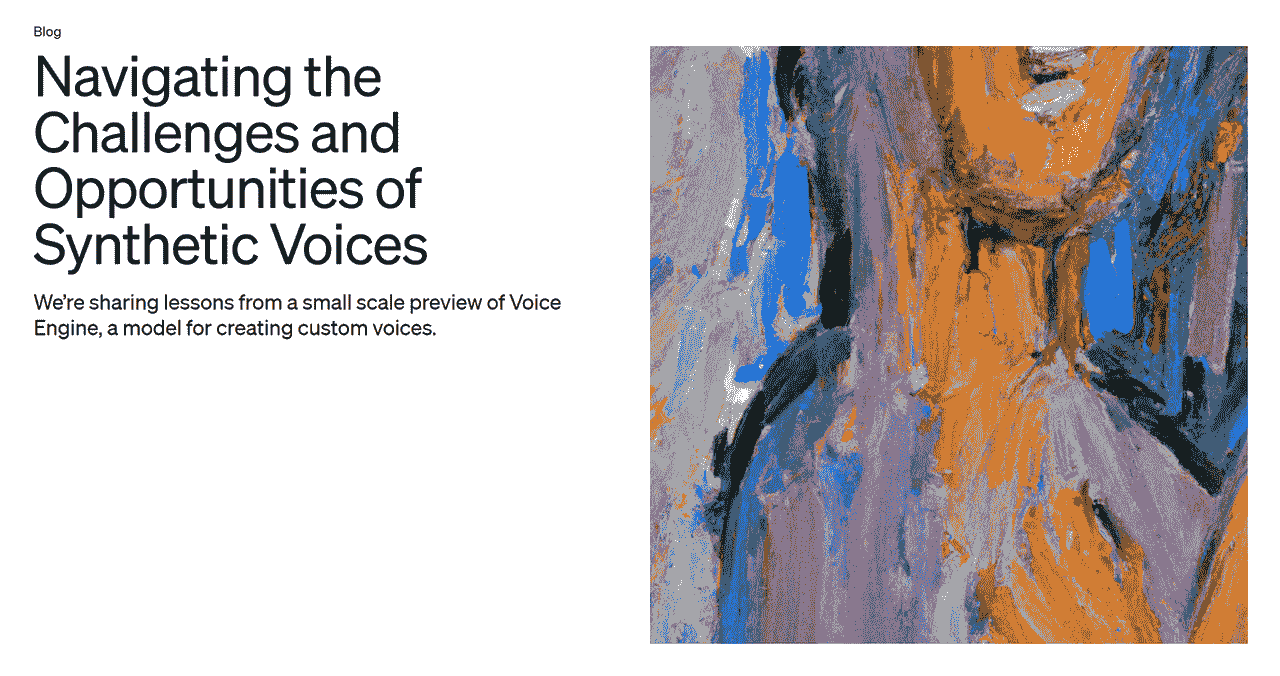 Blog
Navigating the
Challenges and
Opportunities of
Synthetic Voices
We’re sharing lessons from a small scale preview of Voice
Engine, a model for creating custom voices.